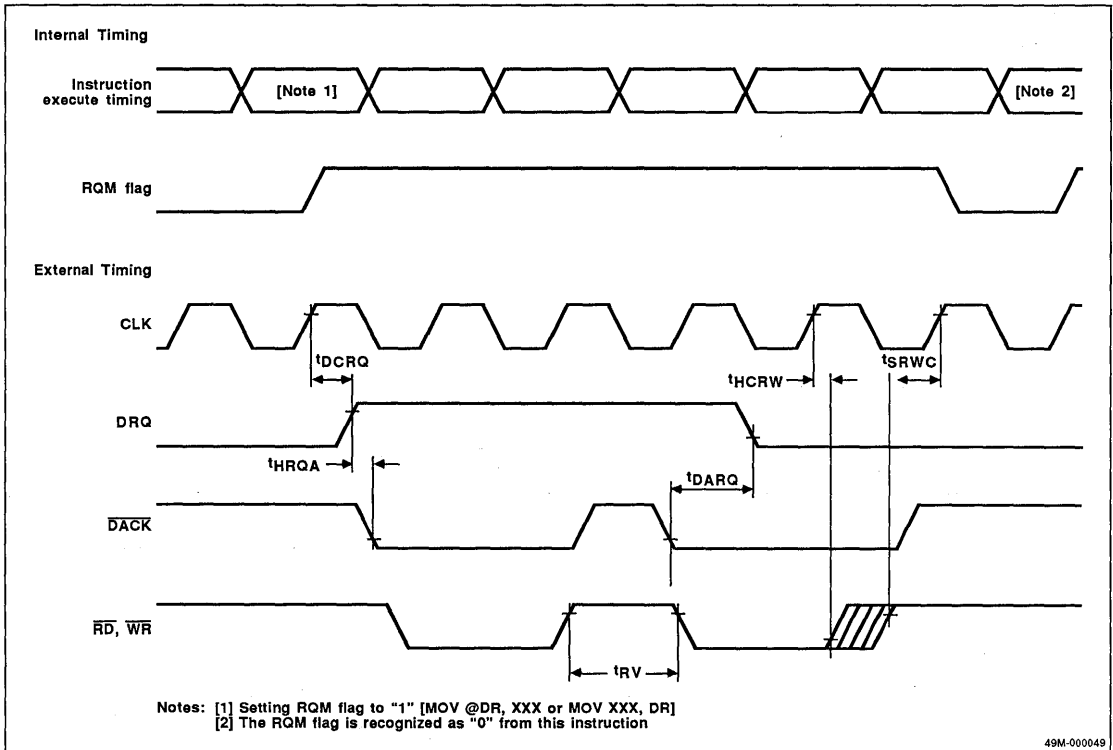 Internal Timing
Instruction
execute timing
[Note 1]
[Note 2]
RQM flag
External Timing
CLK
tDCRQ
tHCRW
tSRWC
DRQ
tHRQA
tDARQ
DACK
RD, WR
tRV
Notes: [1] Setting RQM flag to "1" [MOV @DR, XXX or MOV XXX, DR]
[2] The RQM flag is recognized as "0" from this instruction
49M-000049